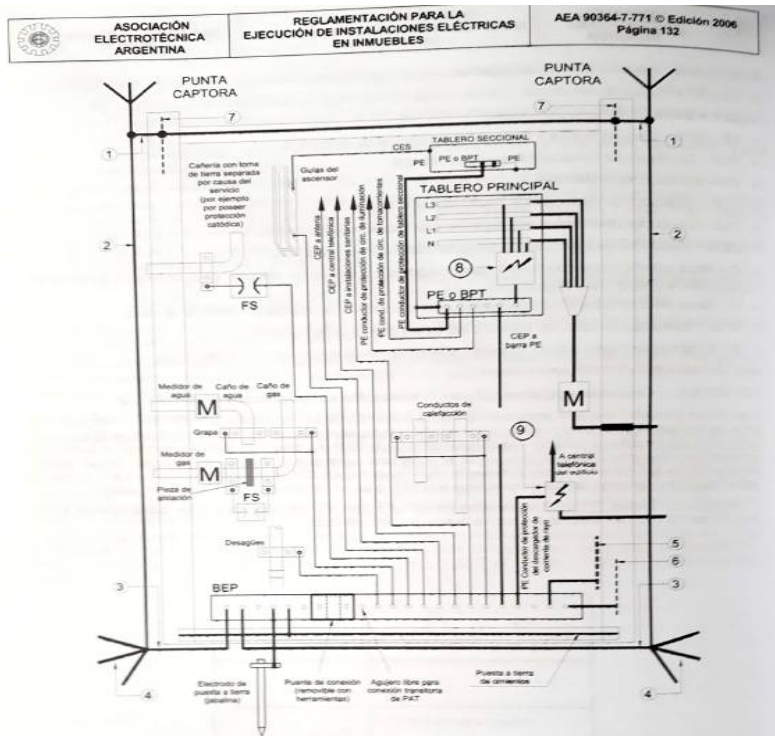 ASOCIACIÓN
ELECTROTÉCNICA
ARGENTINA
REGLAMENTACIÓN PARA LA
EJECUCIÓN DE INSTALACIONES ELÉCTRICAS
EN INMUEBLES
AEA 90364-7-771 © Edición 2006
Página 132
PUNTA
CAPTORA
PUNTA
CAPTORA
7
7
1
1
2
2
Cañería con toma
de tierra separada
por causa del
servicio
(por ejemplo
por poseer
protección
catódica)
Guías del
ascensor
CES
PE
TABLERO SECCIONAL
PE o BPT
PE
TABLERO PRINCIPAL
L3
L2
L1
N
8
PE o BPT
CEP a
barra PE
FS
CEP a antena
CEP a central telefónica
CEP a instalaciones sanitarias
PE conductor de protección de circ. de iluminación
PE cond. de protección de circ. de tomacorrientes
PE conductor de protección de tablero seccional
M
Medidor de
agua
Caño de
agua
Caño de
gas
M
Grapa
Medidor de
gas
M
Pieza de
aislación
FS
Conductos de
calefacción
9
A central
telefónica
del edificio
PE Conductor de protección
del descargador de
corriente de rayo
Desagües
5
6
3
3
BEP
4
4
Electrodo de
puesta a tierra
(jabalina)
Puente de conexión
(removible con
herramientas)
Agujero libre para
conexión transitoria
de PAT
Puesta a tierra
de cimientos